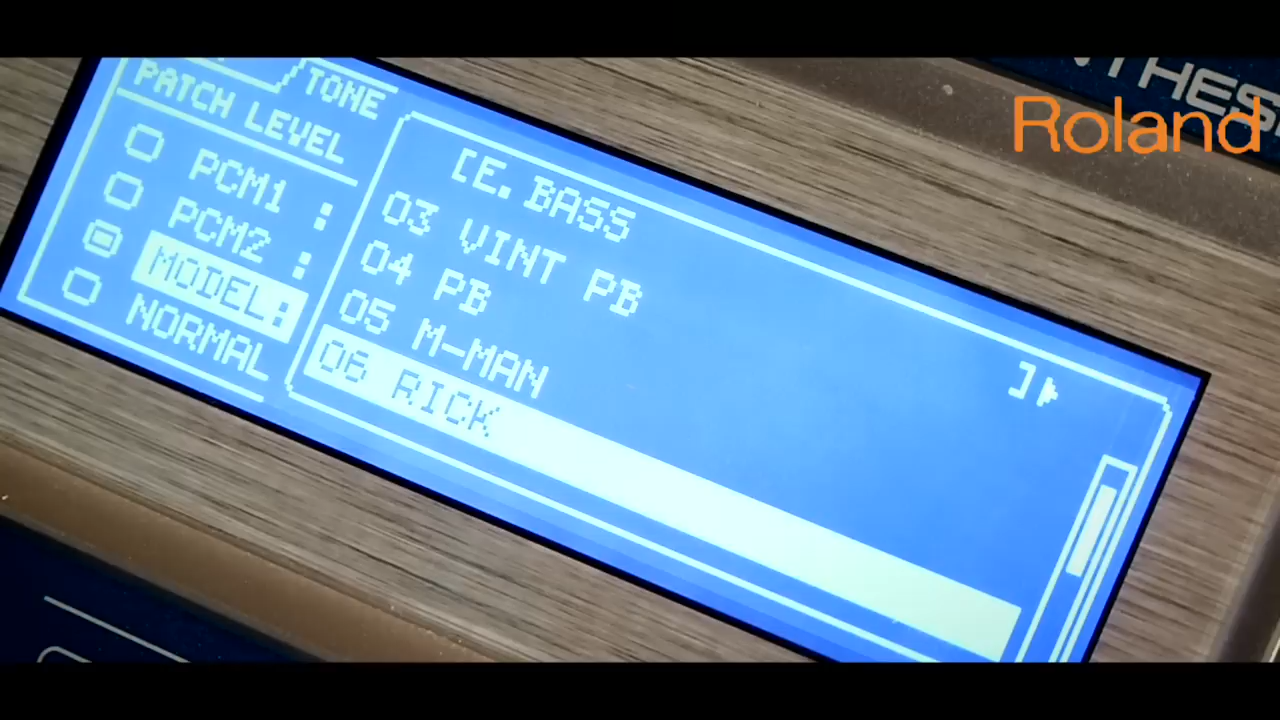 Roland
TONE
PATCH LEVEL
PCM1 :
PCM2 :
MODEL:
NORMAL
[E. BASS ]
03 VINT PB
04 PB
05 M-MAN
06 RICK